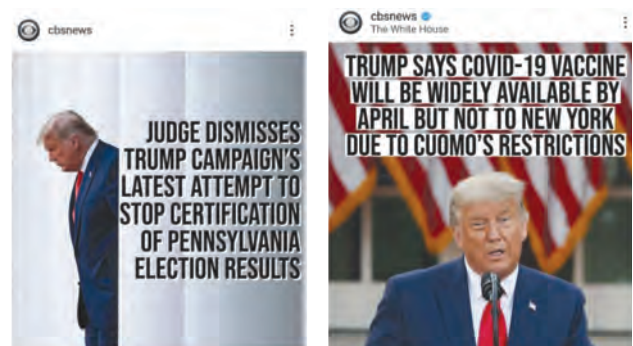 cbsnews
JUDGE DISMISSES
TRUMP CAMPAIGN'S
LATEST ATTEMPT TO
STOP CERTIFICATION
OF PENNSYLVANIA
ELECTION RESULTS
cbsnews
The White House
TRUMP SAYS COVID-19 VACCINE
WILL BE WIDELY AVAILABLE BY
APRIL BUT NOT TO NEW YORK
DUE TO CUOMO'S RESTRICTIONS